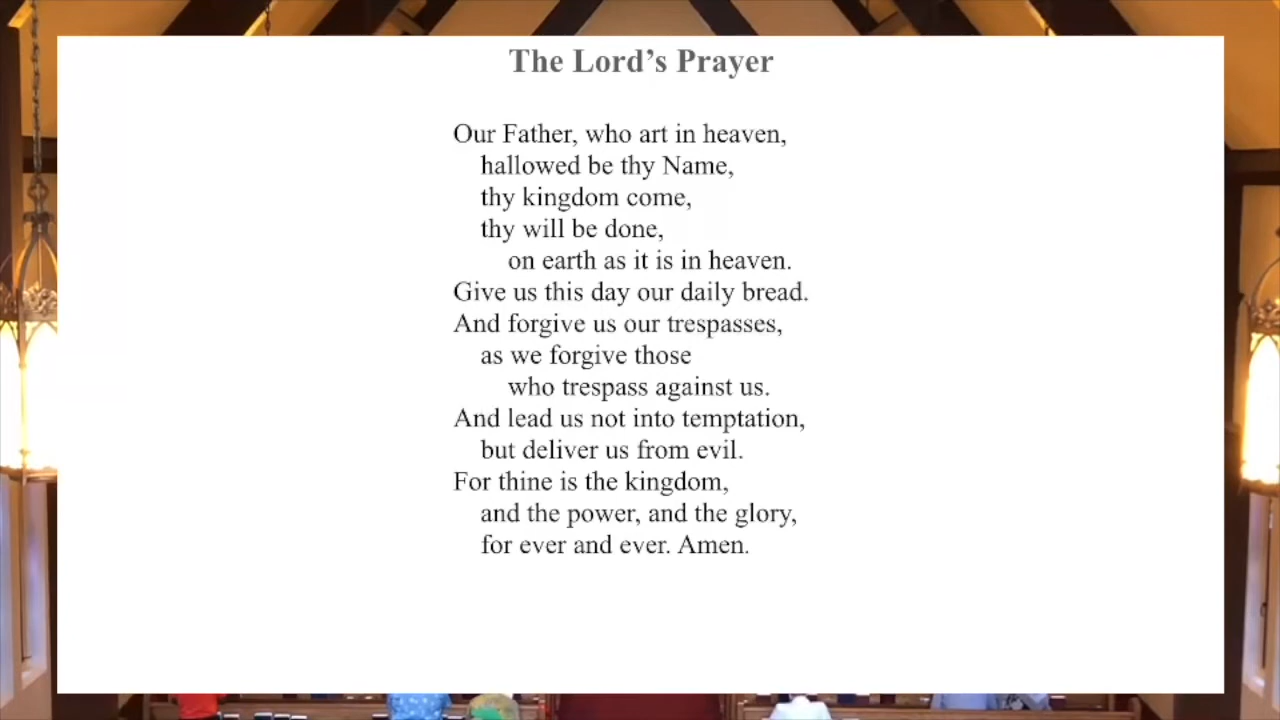 The Lord’s Prayer
Our Father, who art in heaven,
hallowed be thy Name,
thy kingdom come,
thy will be done,
on earth as it is in heaven.
Give us this day our daily bread.
And forgive us our trespasses,
as we forgive those
who trespass against us.
And lead us not into temptation,
but deliver us from evil.
For thine is the kingdom,
and the power, and the glory,
for ever and ever. Amen.